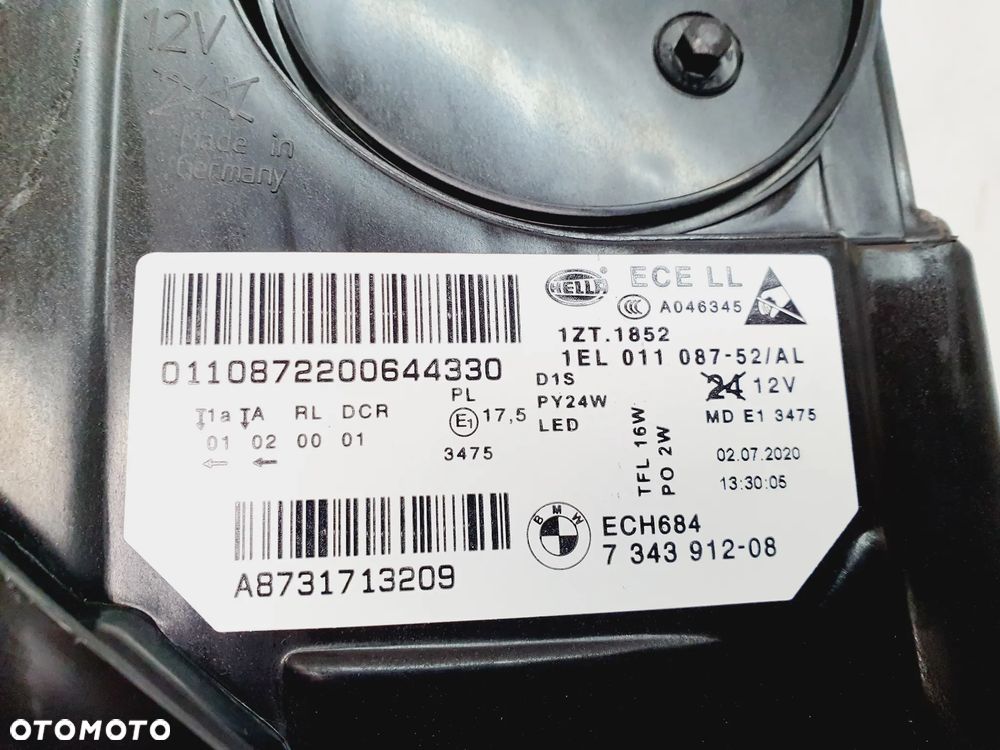 12V
Made in
Germany
0110872200644330
HELLA
ECE LL
CCC A046345
1ZT.1852
1EL 011 087-52/AL
D1S
PY24W
LED
24 12V
MD E1 3475
1a A RL DCR
01 02 00 01
PL
E1 17,5
3475
TFL 16W
PO 2W
02.07.2020
13:30:05
A8731713209
BMW
ECH684
7 343 912-08
OTOMOTO